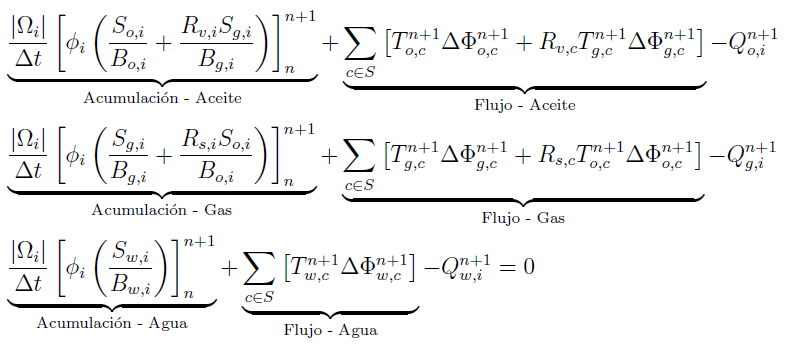 |Ω_i|/Δt [ϕ_i (S_{o,i}/B_{o,i} + R_{v,i}S_{g,i}/B_{g,i})]_n^{n+1} + ∑_{c∈S} [T_{o,c}^{n+1}ΔΦ_{o,c}^{n+1} + R_{v,c}T_{g,c}^{n+1}ΔΦ_{g,c}^{n+1}] −Q_{o,i}^{n+1}
Acumulación - Aceite Flujo - Aceite
|Ω_i|/Δt [ϕ_i (S_{g,i}/B_{g,i} + R_{s,i}S_{o,i}/B_{o,i})]_n^{n+1} + ∑_{c∈S} [T_{g,c}^{n+1}ΔΦ_{g,c}^{n+1} + R_{s,c}T_{o,c}^{n+1}ΔΦ_{o,c}^{n+1}] −Q_{g,i}^{n+1}
Acumulación - Gas Flujo - Gas
|Ω_i|/Δt [ϕ_i (S_{w,i}/B_{w,i})]_n^{n+1} + ∑_{c∈S} [T_{w,c}^{n+1}ΔΦ_{w,c}^{n+1}] −Q_{w,i}^{n+1} = 0
Acumulación - Agua Flujo - Agua